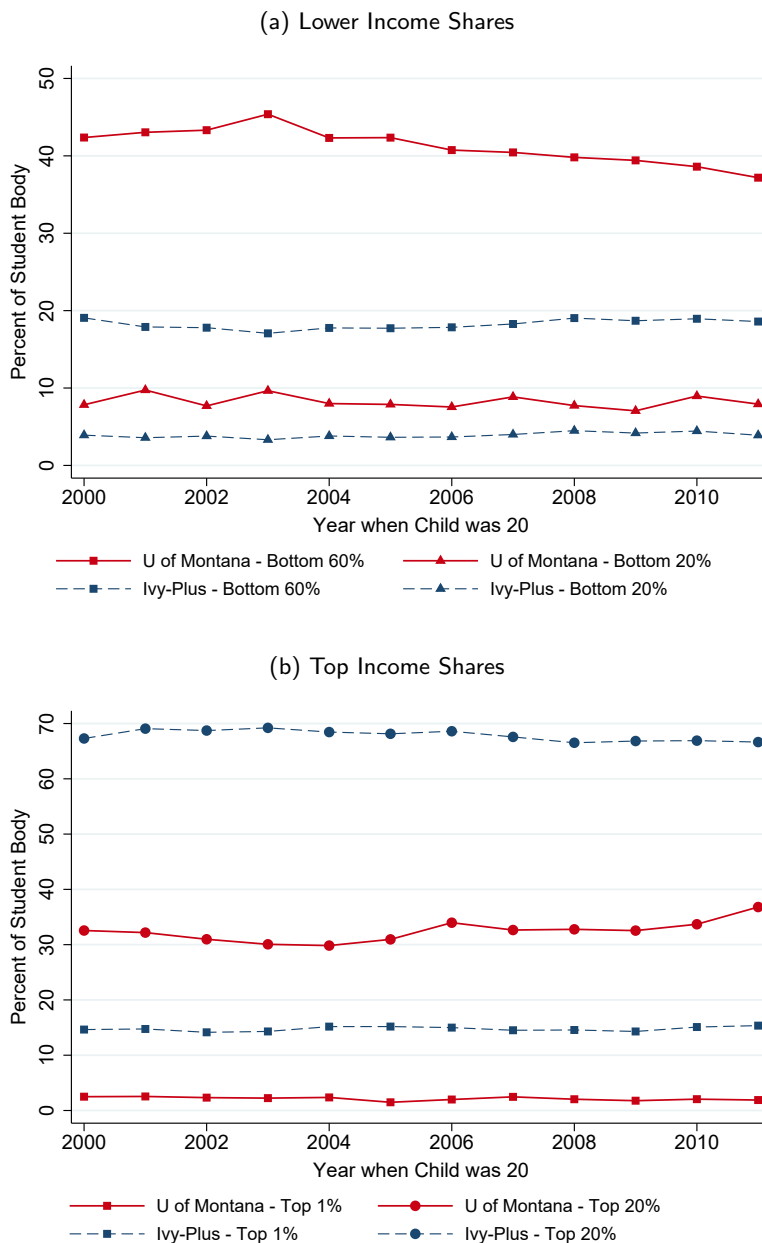 (a) Lower Income Shares
Percent of Student Body
50
40
30
20
10
0
2000 2002 2004 2006 2008 2010
Year when Child was 20
U of Montana - Bottom 60% U of Montana - Bottom 20%
Ivy-Plus - Bottom 60% Ivy-Plus - Bottom 20%
(b) Top Income Shares
Percent of Student Body
70
60
50
40
30
20
10
0
2000 2002 2004 2006 2008 2010
Year when Child was 20
U of Montana - Top 1% U of Montana - Top 20%
Ivy-Plus - Top 1% Ivy-Plus - Top 20%